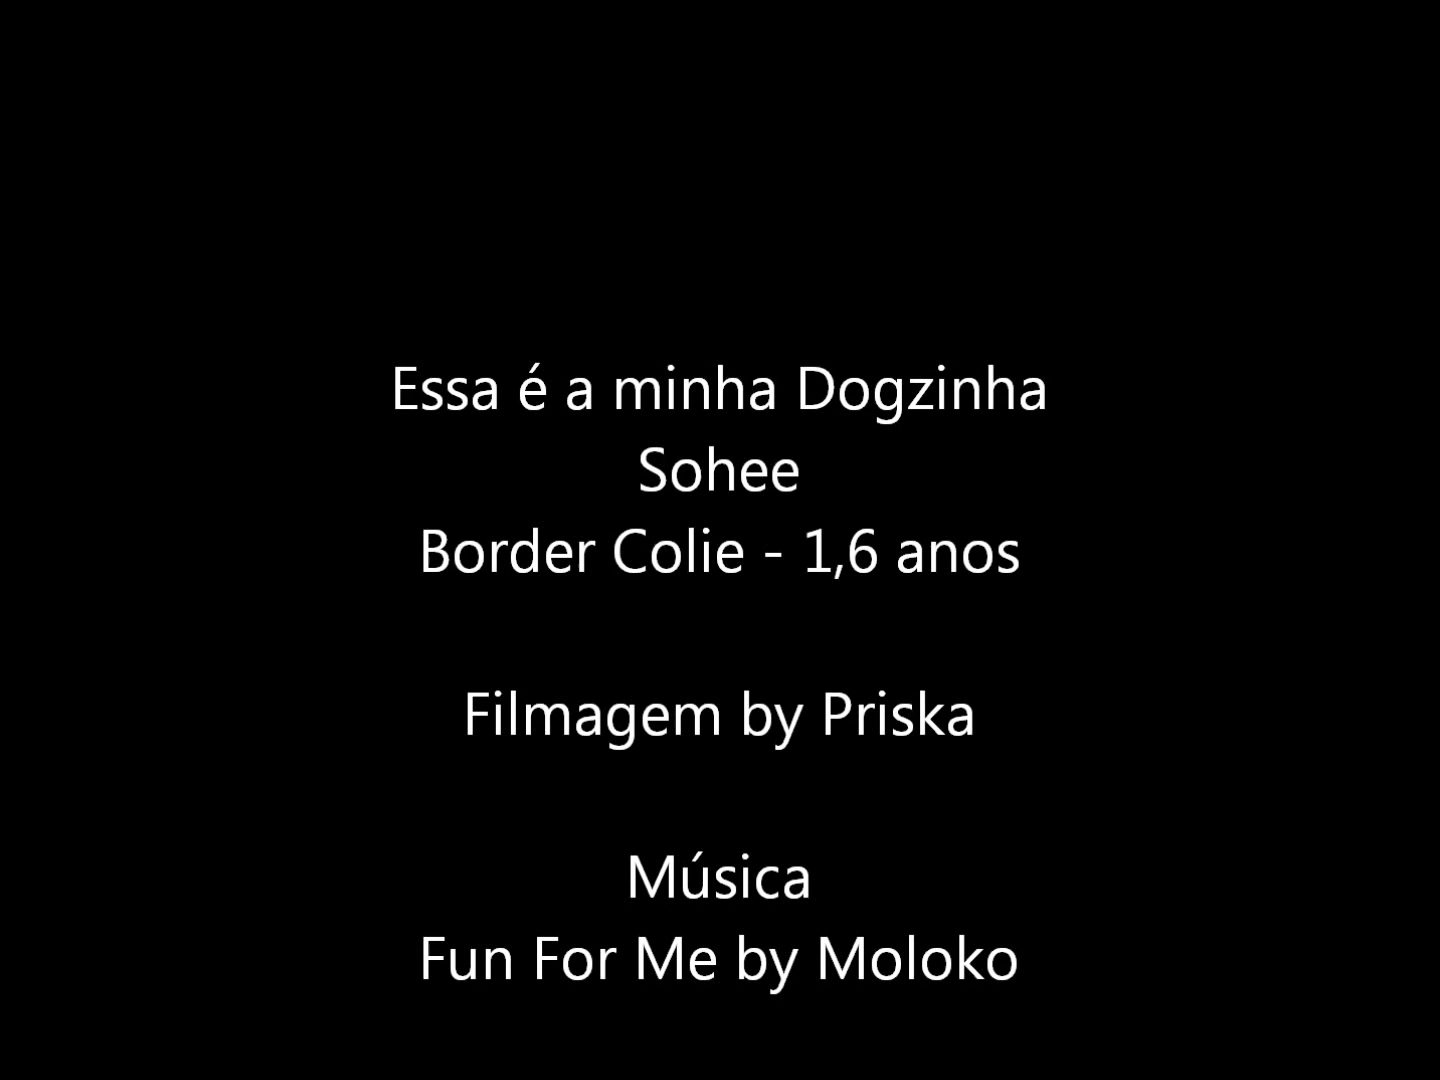 Essa é a minha Dogzinha
Sohee
Border Colie - 1,6 anos
Filmagem by Priska
Música
Fun For Me by Moloko